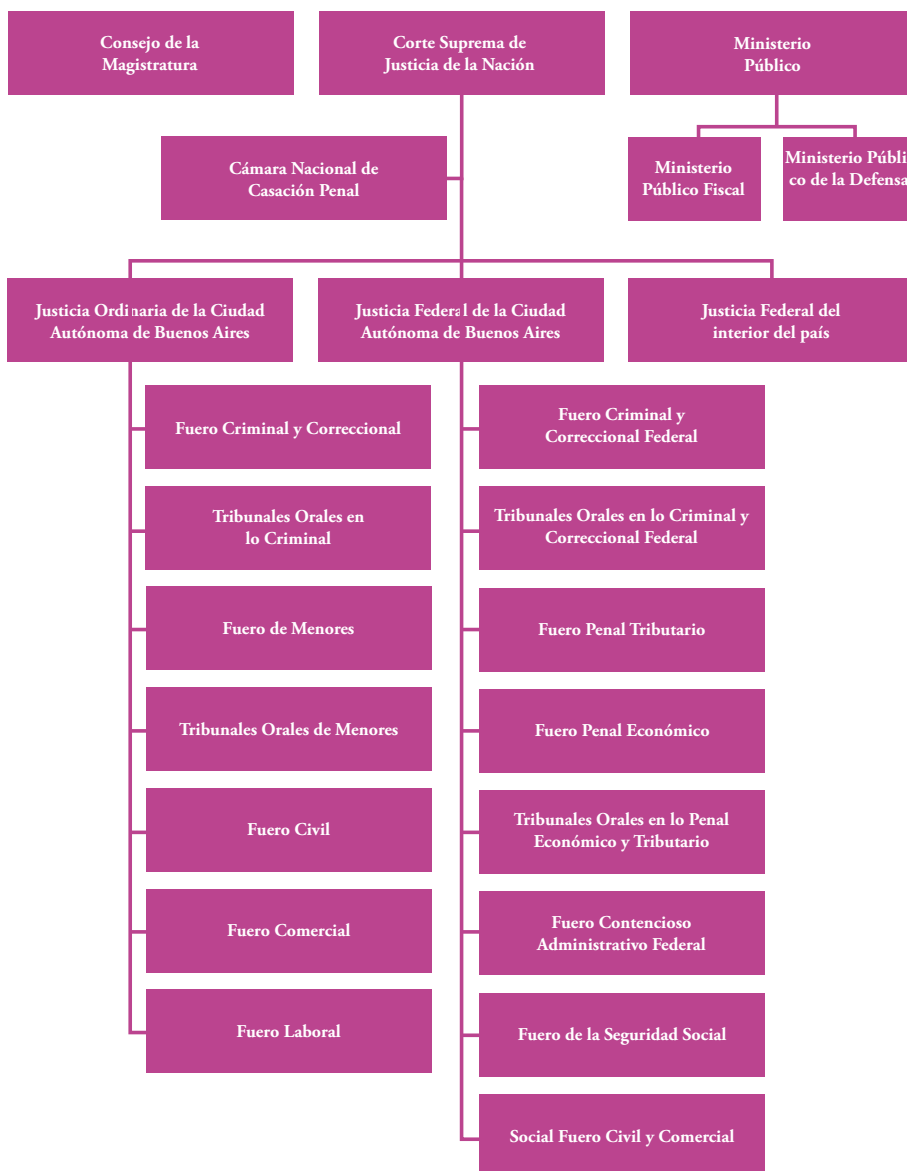 Consejo de la
Magistratura
Corte Suprema de
Justicia de la Nación
Ministerio
Público
Cámara Nacional de
Casación Penal
Ministerio
Público Fiscal
Ministerio Públi
co de la Defensa
Justicia Ordinaria de la Ciudad
Autónoma de Buenos Aires
Justicia Federal de la Ciudad
Autónoma de Buenos Aires
Justicia Federal del
interior del país
Fuero Criminal y Correccional
Tribunales Orales en
lo Criminal
Fuero de Menores
Tribunales Orales de Menores
Fuero Civil
Fuero Comercial
Fuero Laboral
Fuero Criminal y
Correccional Federal
Tribunales Orales en lo Criminal y
Correccional Federal
Fuero Penal Tributario
Fuero Penal Económico
Tribunales Orales en lo Penal
Económico y Tributario
Fuero Contencioso
Administrativo Federal
Fuero de la Seguridad Social
Social Fuero Civil y Comercial